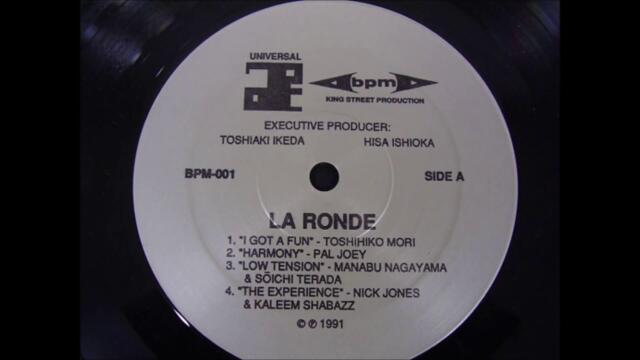 UNIVERSAL
bpm
KING STREET PRODUCTION
EXECUTIVE PRODUCER:
TOSHIAKI IKEDA HISA ISHIOKA
BPM-001 SIDE A
LA RONDE
1. "I GOT A FUN" - TOSHIHIKO MORI
2. "HARMONY" - PAL JOEY
3. "LOW TENSION" - MANABU NAGAYAMA
& SŌICHI TERADA
4. "THE EXPERIENCE" - NICK JONES
& KALEEM SHABAZZ
© ℗ 1991